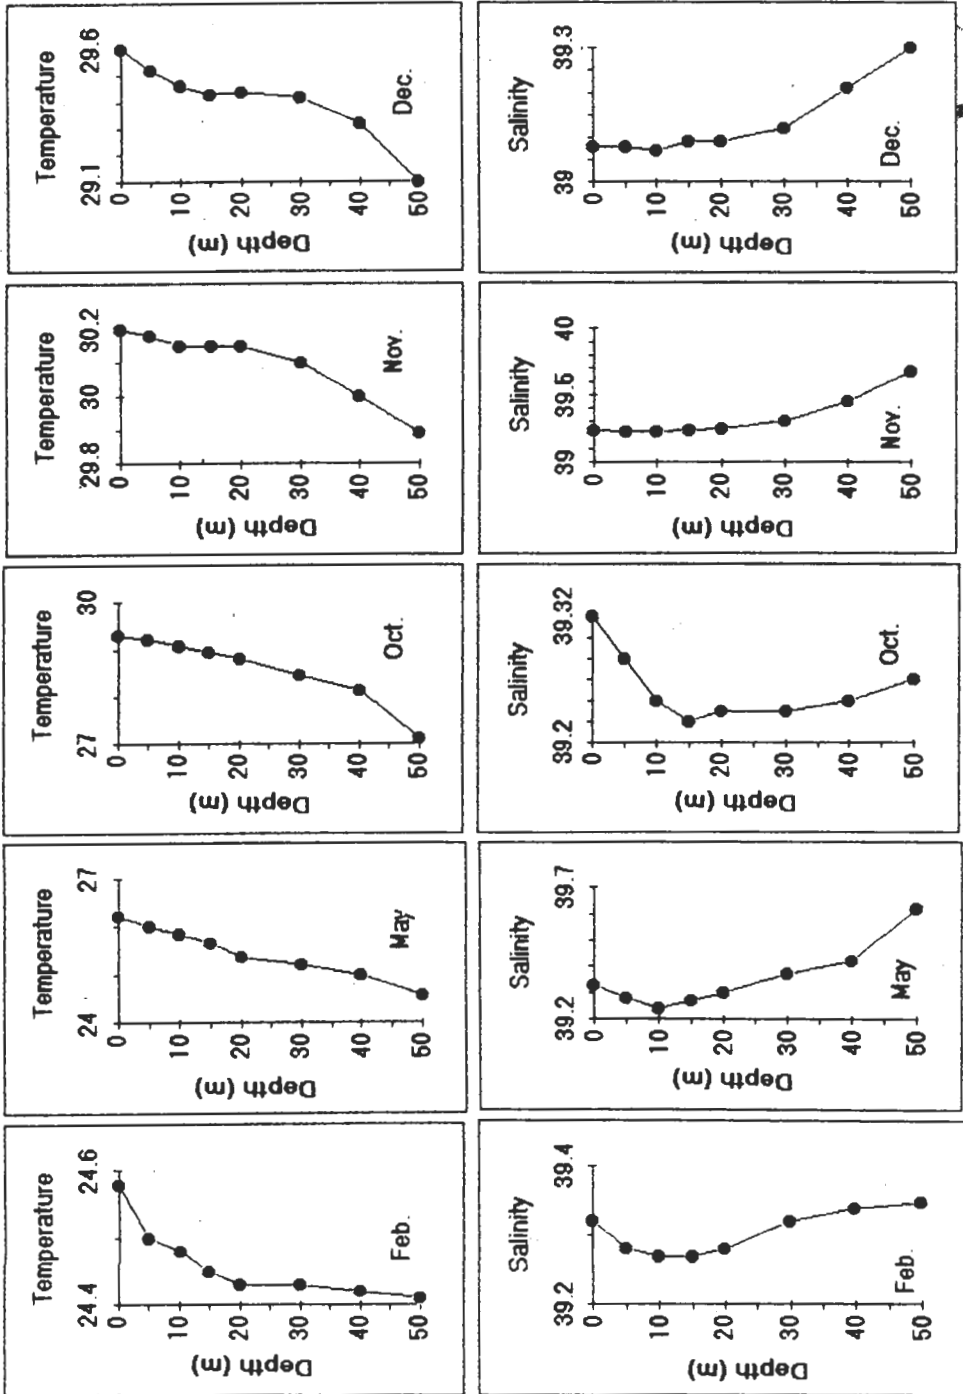 Temperature
24.4 24.6
0
10
20
30
40
50
Depth (m)
Feb.
Temperature
24 27
0
10
20
30
40
50
Depth (m)
May
Temperature
27 30
0
10
20
30
40
50
Depth (m)
Oct.
Temperature
29.8 30 30.2
0
10
20
30
40
50
Depth (m)
Nov.
Temperature
29.1 29.6
0
10
20
30
40
50
Depth (m)
Dec.
Salinity
39.2 39.4
0
10
20
30
40
50
Depth (m)
Feb.
Salinity
39.2 39.7
0
10
20
30
40
50
Depth (m)
May
Salinity
39.2 39.32
0
10
20
30
40
50
Depth (m)
Oct.
Salinity
39 39.5 40
0
10
20
30
40
50
Depth (m)
Nov.
Salinity
39 39.3
0
10
20
30
40
50
Depth (m)
Dec.